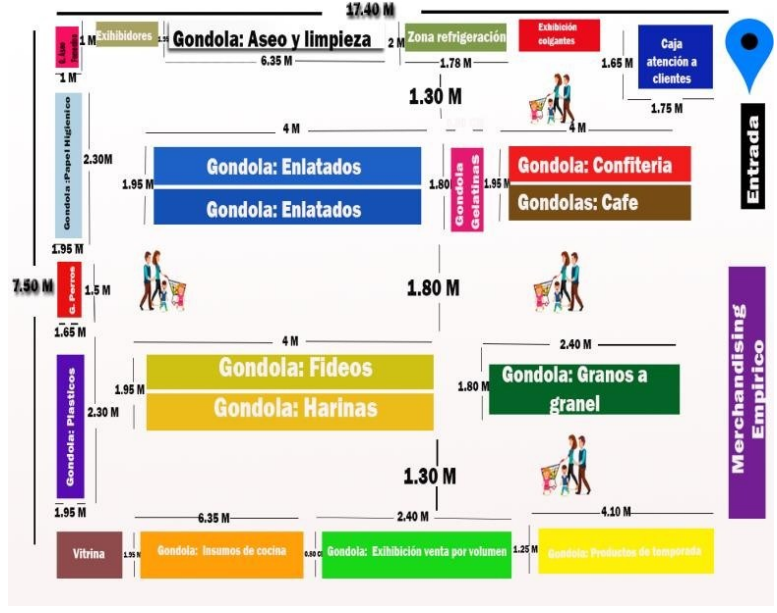 17.40 M
G. Aseo
1 M
Exihibidores
Gondola: Aseo y limpieza
2 M
Zona refrigeración
Exhibición
colgantes
1.65 M
Caja
atención a
clientes
1 M
6.35 M
1.78 M
1.30 M
1.75 M
Entrada
Gondola :Papel Higienico
2.30M
4 M
4 M
1.95 M
Gondola: Enlatados
Gondola: Enlatados
1.80
Gondola
Gelatinas
1.95 M
Gondola: Confiteria
Gondolas: Cafe
1.95 M
7.50 M
G. Perros
1.5 M
1.80 M
1.65 M
Merchandising
Empirico
Gondola: Plasticos
2.30 M
4 M
1.95 M
Gondola: Fideos
Gondola: Harinas
2.40 M
1.80 M
Gondola: Granos a
granel
1.30 M
1.95 M
6.35 M
2.40 M
4.10 M
Vitrina
1.95 M
Gondola: Insumos de cocina
Gondola: Exihibición venta por volumen
1.25 M
Gondola: Productos de temporada